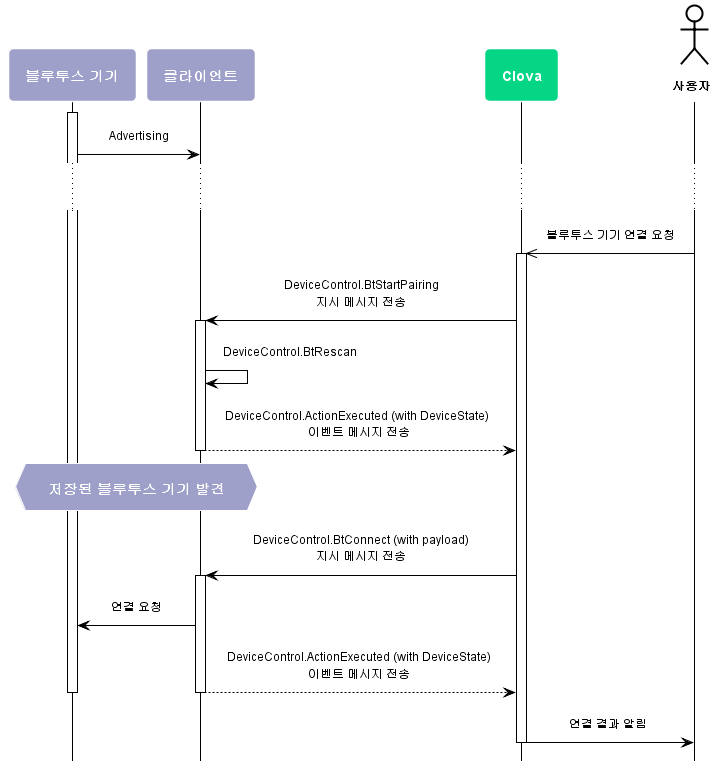 블루투스 기기
클라이언트
Clova
사용자
Advertising
블루투스 기기 연결 요청
DeviceControl.BtStartPairing
지시 메시지 전송
DeviceControl.BtRescan
DeviceControl.ActionExecuted (with DeviceState)
이벤트 메시지 전송
저장된 블루투스 기기 발견
DeviceControl.BtConnect (with payload)
지시 메시지 전송
연결 요청
DeviceControl.ActionExecuted (with DeviceState)
이벤트 메시지 전송
연결 결과 알림